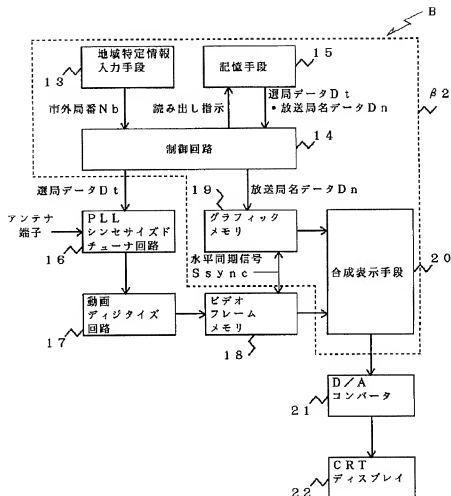 B
地域特定情報
入力手段
13
記憶手段
15
β2
市外局番Nb
読み出し指示
選局データDt
・放送局名データDn
制御回路
14
選局データDt
放送局名データDn
アンテナ
端子
PLL
シンセサイズド
チューナ回路
16
19
グラフィック
メモリ
水平同期信号
Ssync
合成表示手段
20
動画
ディジタイズ
回路
17
ビデオ
フレーム
メモリ
18
D/A
コンバータ
21
CRT
ディスプレイ
22